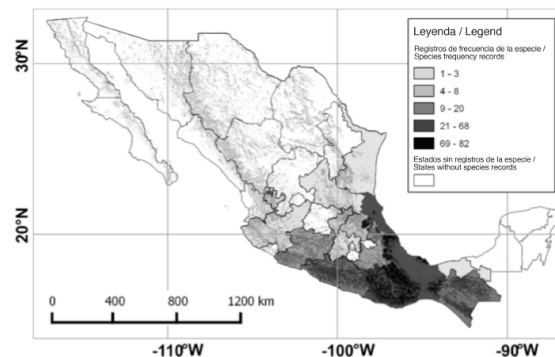 Leyenda / Legend
Registros de frecuencia de la especie /
Species frequency records
1 - 3
4 - 8
9 - 20
21 - 68
69 - 82
Estados sin registros de la especie /
States without species records
30°N
20°N
0 400 800 1200 km
-110°W -100°W -90°W